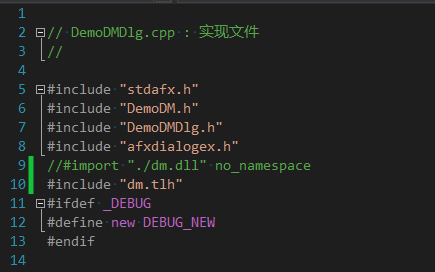 1
2 // DemoDMDlg.cpp : 实现文件
3 //
4
5 #include "stdafx.h"
6 #include "DemoDM.h"
7 #include "DemoDMDlg.h"
8 #include "afxdialogex.h"
9 //#import "./dm.dll" no_namespace
10 #include "dm.tlh"
11 #ifdef _DEBUG
12 #define new DEBUG_NEW
13 #endif
14